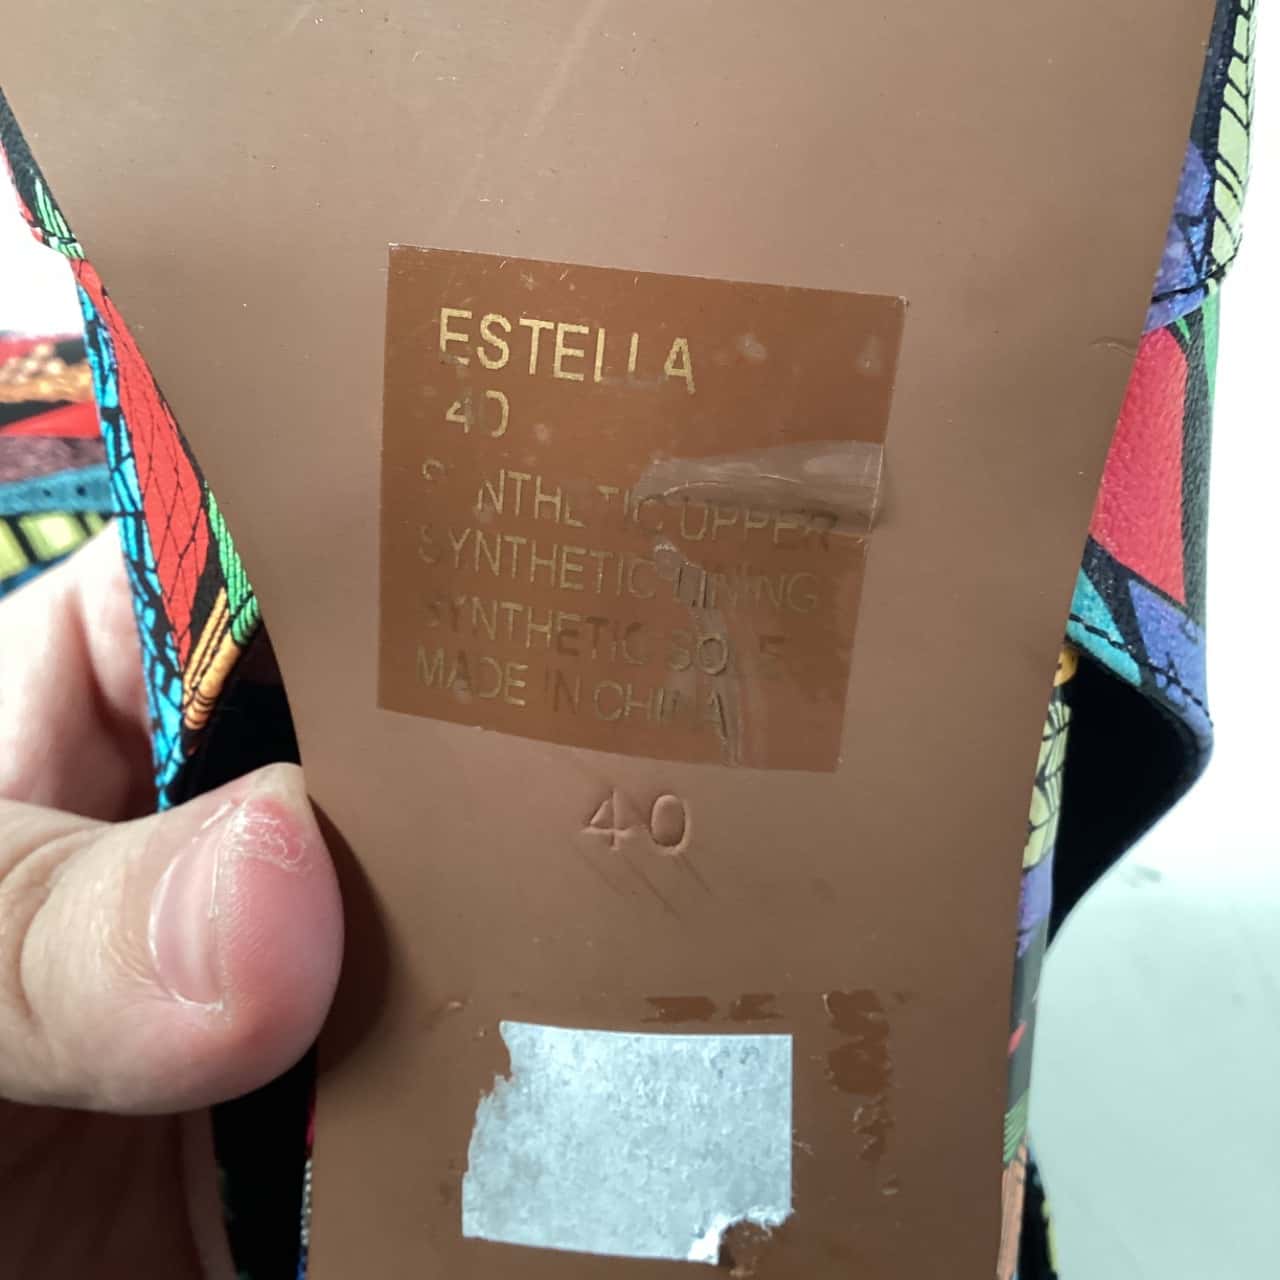 ESTELLA
40
SYNTHETIC UPPER
SYNTHETIC LINING
SYNTHETIC SOLE
MADE IN CHINA
40